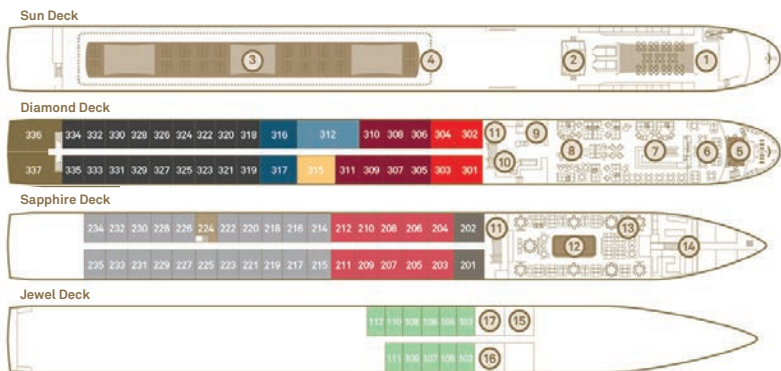 Sun Deck
3 4 2 1
Diamond Deck
336 334 332 330 328 326 324 322 320 318 316 312 310 308 306 304 302 11 9
10 8 7 6 5
337 335 333 331 329 327 325 323 321 319 317 315 311 309 307 305 303 301
Sapphire Deck
234 232 230 228 226 224 222 220 218 216 214 212 210 208 206 204 202 11 13
12 14
235 233 231 229 227 225 223 221 219 217 215 211 209 207 205 203 201
Jewel Deck
112 110 108 106 104 102 17 15
111 109 107 105 103 16